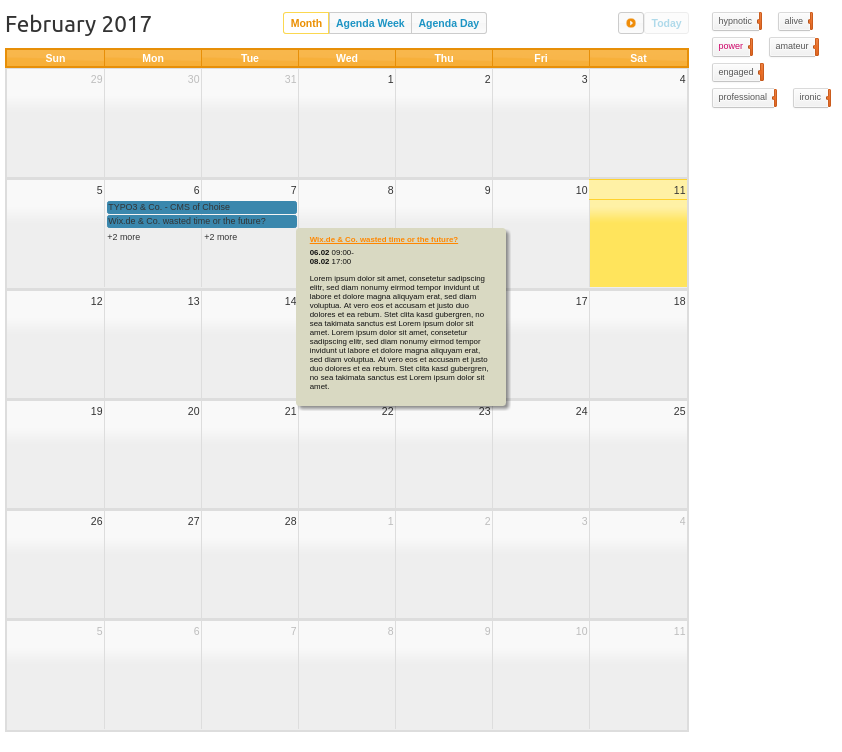 February 2017
Month Agenda Week Agenda Day
Today
Sun Mon Tue Wed Thu Fri Sat
29 30 31 1 2 3 4
5 6 7 8 9 10 11
TYPO3 & Co. - CMS of Choise
Wix.de & Co. wasted time or the future?
+2 more +2 more
Wix.de & Co. wasted time or the future?
06.02 09:00-
08.02 17:00
Lorem ipsum dolor sit amet, consetetur sadipscing
elitr, sed diam nonumy eirmod tempor invidunt ut
labore et dolore magna aliquyam erat, sed diam
voluptua. At vero eos et accusam et justo duo
dolores et ea rebum. Stet clita kasd gubergren, no
sea takimata sanctus est Lorem ipsum dolor sit
amet. Lorem ipsum dolor sit amet, consetetur
sadipscing elitr, sed diam nonumy eirmod tempor
invidunt ut labore et dolore magna aliquyam erat,
sed diam voluptua. At vero eos et accusam et justo
duo dolores et ea rebum. Stet clita kasd gubergren,
no sea takimata sanctus est Lorem ipsum dolor sit
amet.
12 13 14 17 18
19 20 21 22 23 24 25
26 27 28 1 2 3 4
5 6 7 8 9 10 11
hypnotic alive
power amateur
engaged
professional ironic